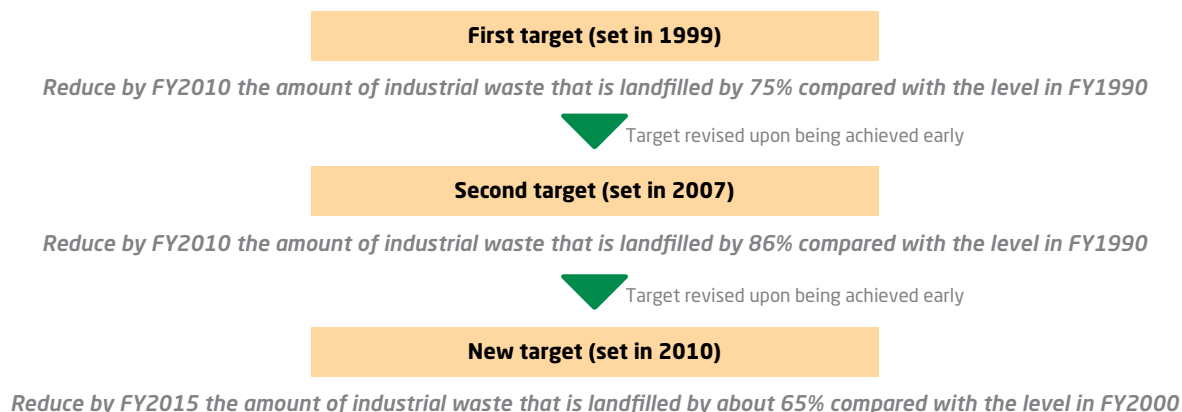 First target (set in 1999)
Reduce by FY2010 the amount of industrial waste that is landfilled by 75% compared with the level in FY1990
Target revised upon being achieved early
Second target (set in 2007)
Reduce by FY2010 the amount of industrial waste that is landfilled by 86% compared with the level in FY1990
Target revised upon being achieved early
New target (set in 2010)
Reduce by FY2015 the amount of industrial waste that is landfilled by about 65% compared with the level in FY2000